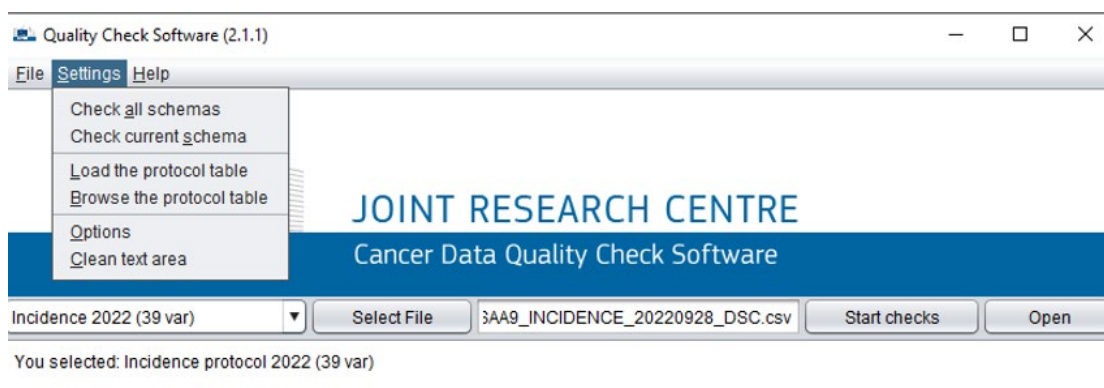 Quality Check Software (2.1.1)
File Settings Help
Check all schemas
Check current schema
Load the protocol table
Browse the protocol table
Options
Clean text area
JOINT RESEARCH CENTRE
Cancer Data Quality Check Software
Incidence 2022 (39 var) Select File SAA9_INCIDENCE_20220928_DSC.csv Start checks Open
You selected: Incidence protocol 2022 (39 var)